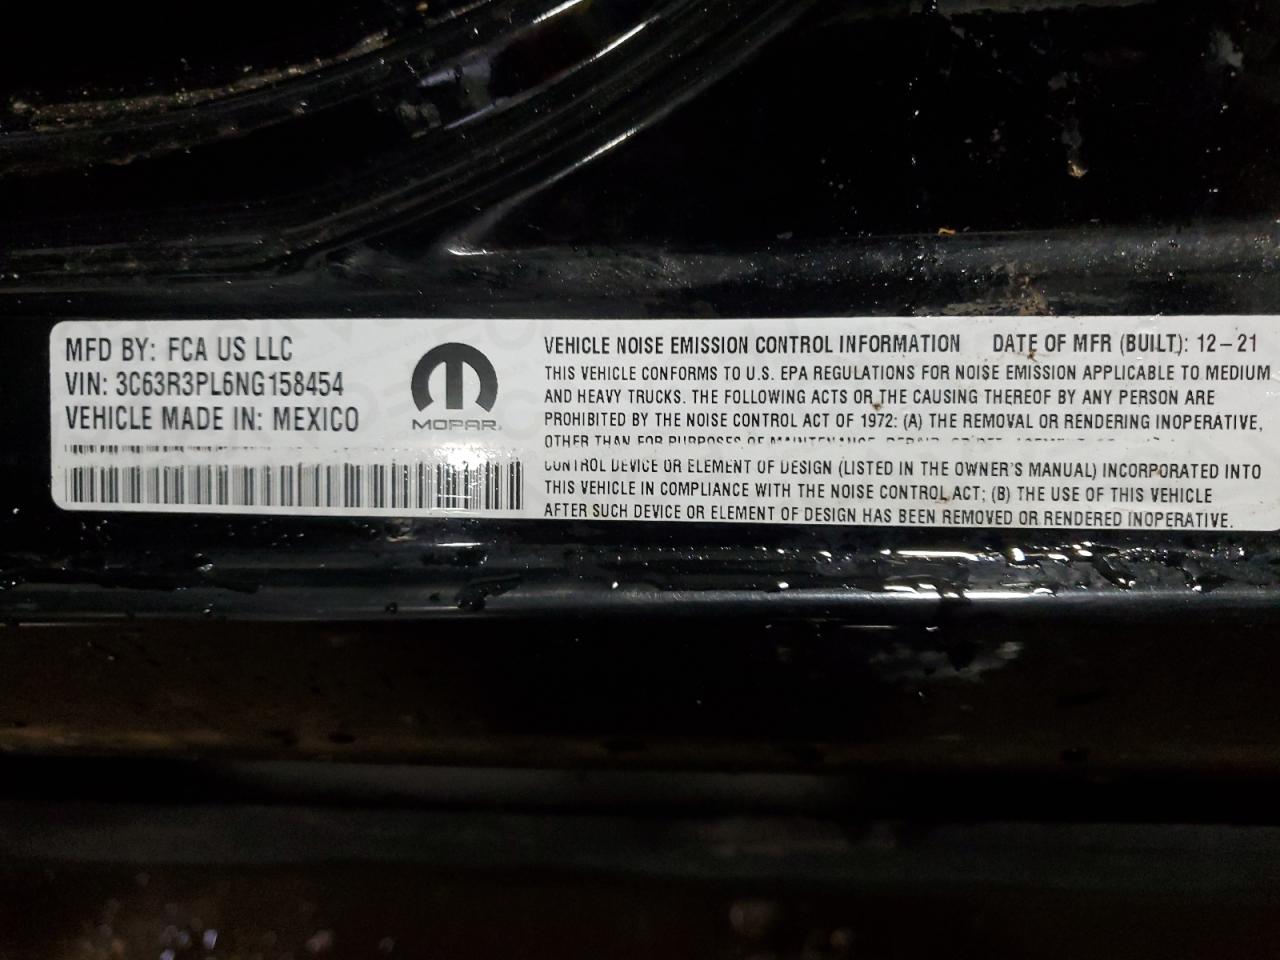 MFD BY: FCA US LLC
VIN: 3C63R3PL6NG158454
VEHICLE MADE IN: MEXICO
MOPAR
VEHICLE NOISE EMISSION CONTROL INFORMATION DATE OF MFR (BUILT): 12-21
THIS VEHICLE CONFORMS TO U.S. EPA REGULATIONS FOR NOISE EMISSION APPLICABLE TO MEDIUM
AND HEAVY TRUCKS. THE FOLLOWING ACTS OR THE CAUSING THEREOF BY ANY PERSON ARE
PROHIBITED BY THE NOISE CONTROL ACT OF 1972: (A) THE REMOVAL OR RENDERING INOPERATIVE,
OTHER THAN FOR PURPOSES OF MAINTENANCE, REPAIR
CONTROL DEVICE OR ELEMENT OF DESIGN (LISTED IN THE OWNER'S MANUAL) INCORPORATED INTO
THIS VEHICLE IN COMPLIANCE WITH THE NOISE CONTROL ACT; (B) THE USE OF THIS VEHICLE
AFTER SUCH DEVICE OR ELEMENT OF DESIGN HAS BEEN REMOVED OR RENDERED INOPERATIVE.